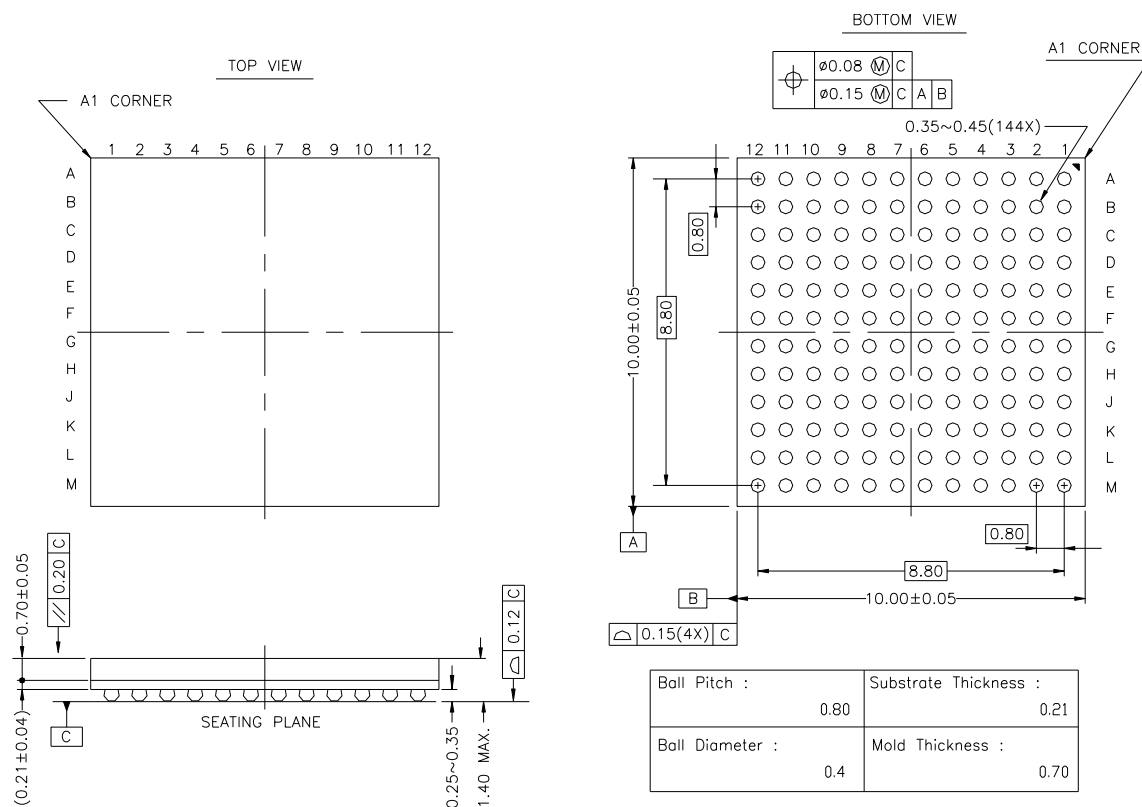 BOTTOM VIEW
TOP VIEW
A1 CORNER
A1 CORNER
⌀0.08 Ⓜ C
⌀0.15 Ⓜ C A B
0.35~0.45(144X)
1 2 3 4 5 6 7 8 9 10 11 12
A
B
C
D
E
F
G
H
J
K
L
M
12 11 10 9 8 7 6 5 4 3 2 1
A
B
C
D
E
F
G
H
J
K
L
M
0.80
8.80
10.00±0.05
A
0.80
8.80
B
10.00±0.05
0.15(4X) C
0.70±0.05
// 0.20 C
0.12 C
(0.21±0.04)
C
SEATING PLANE
0.25~0.35
1.40 MAX.
Ball Pitch :
0.80
Substrate Thickness :
0.21
Ball Diameter :
0.4
Mold Thickness :
0.70